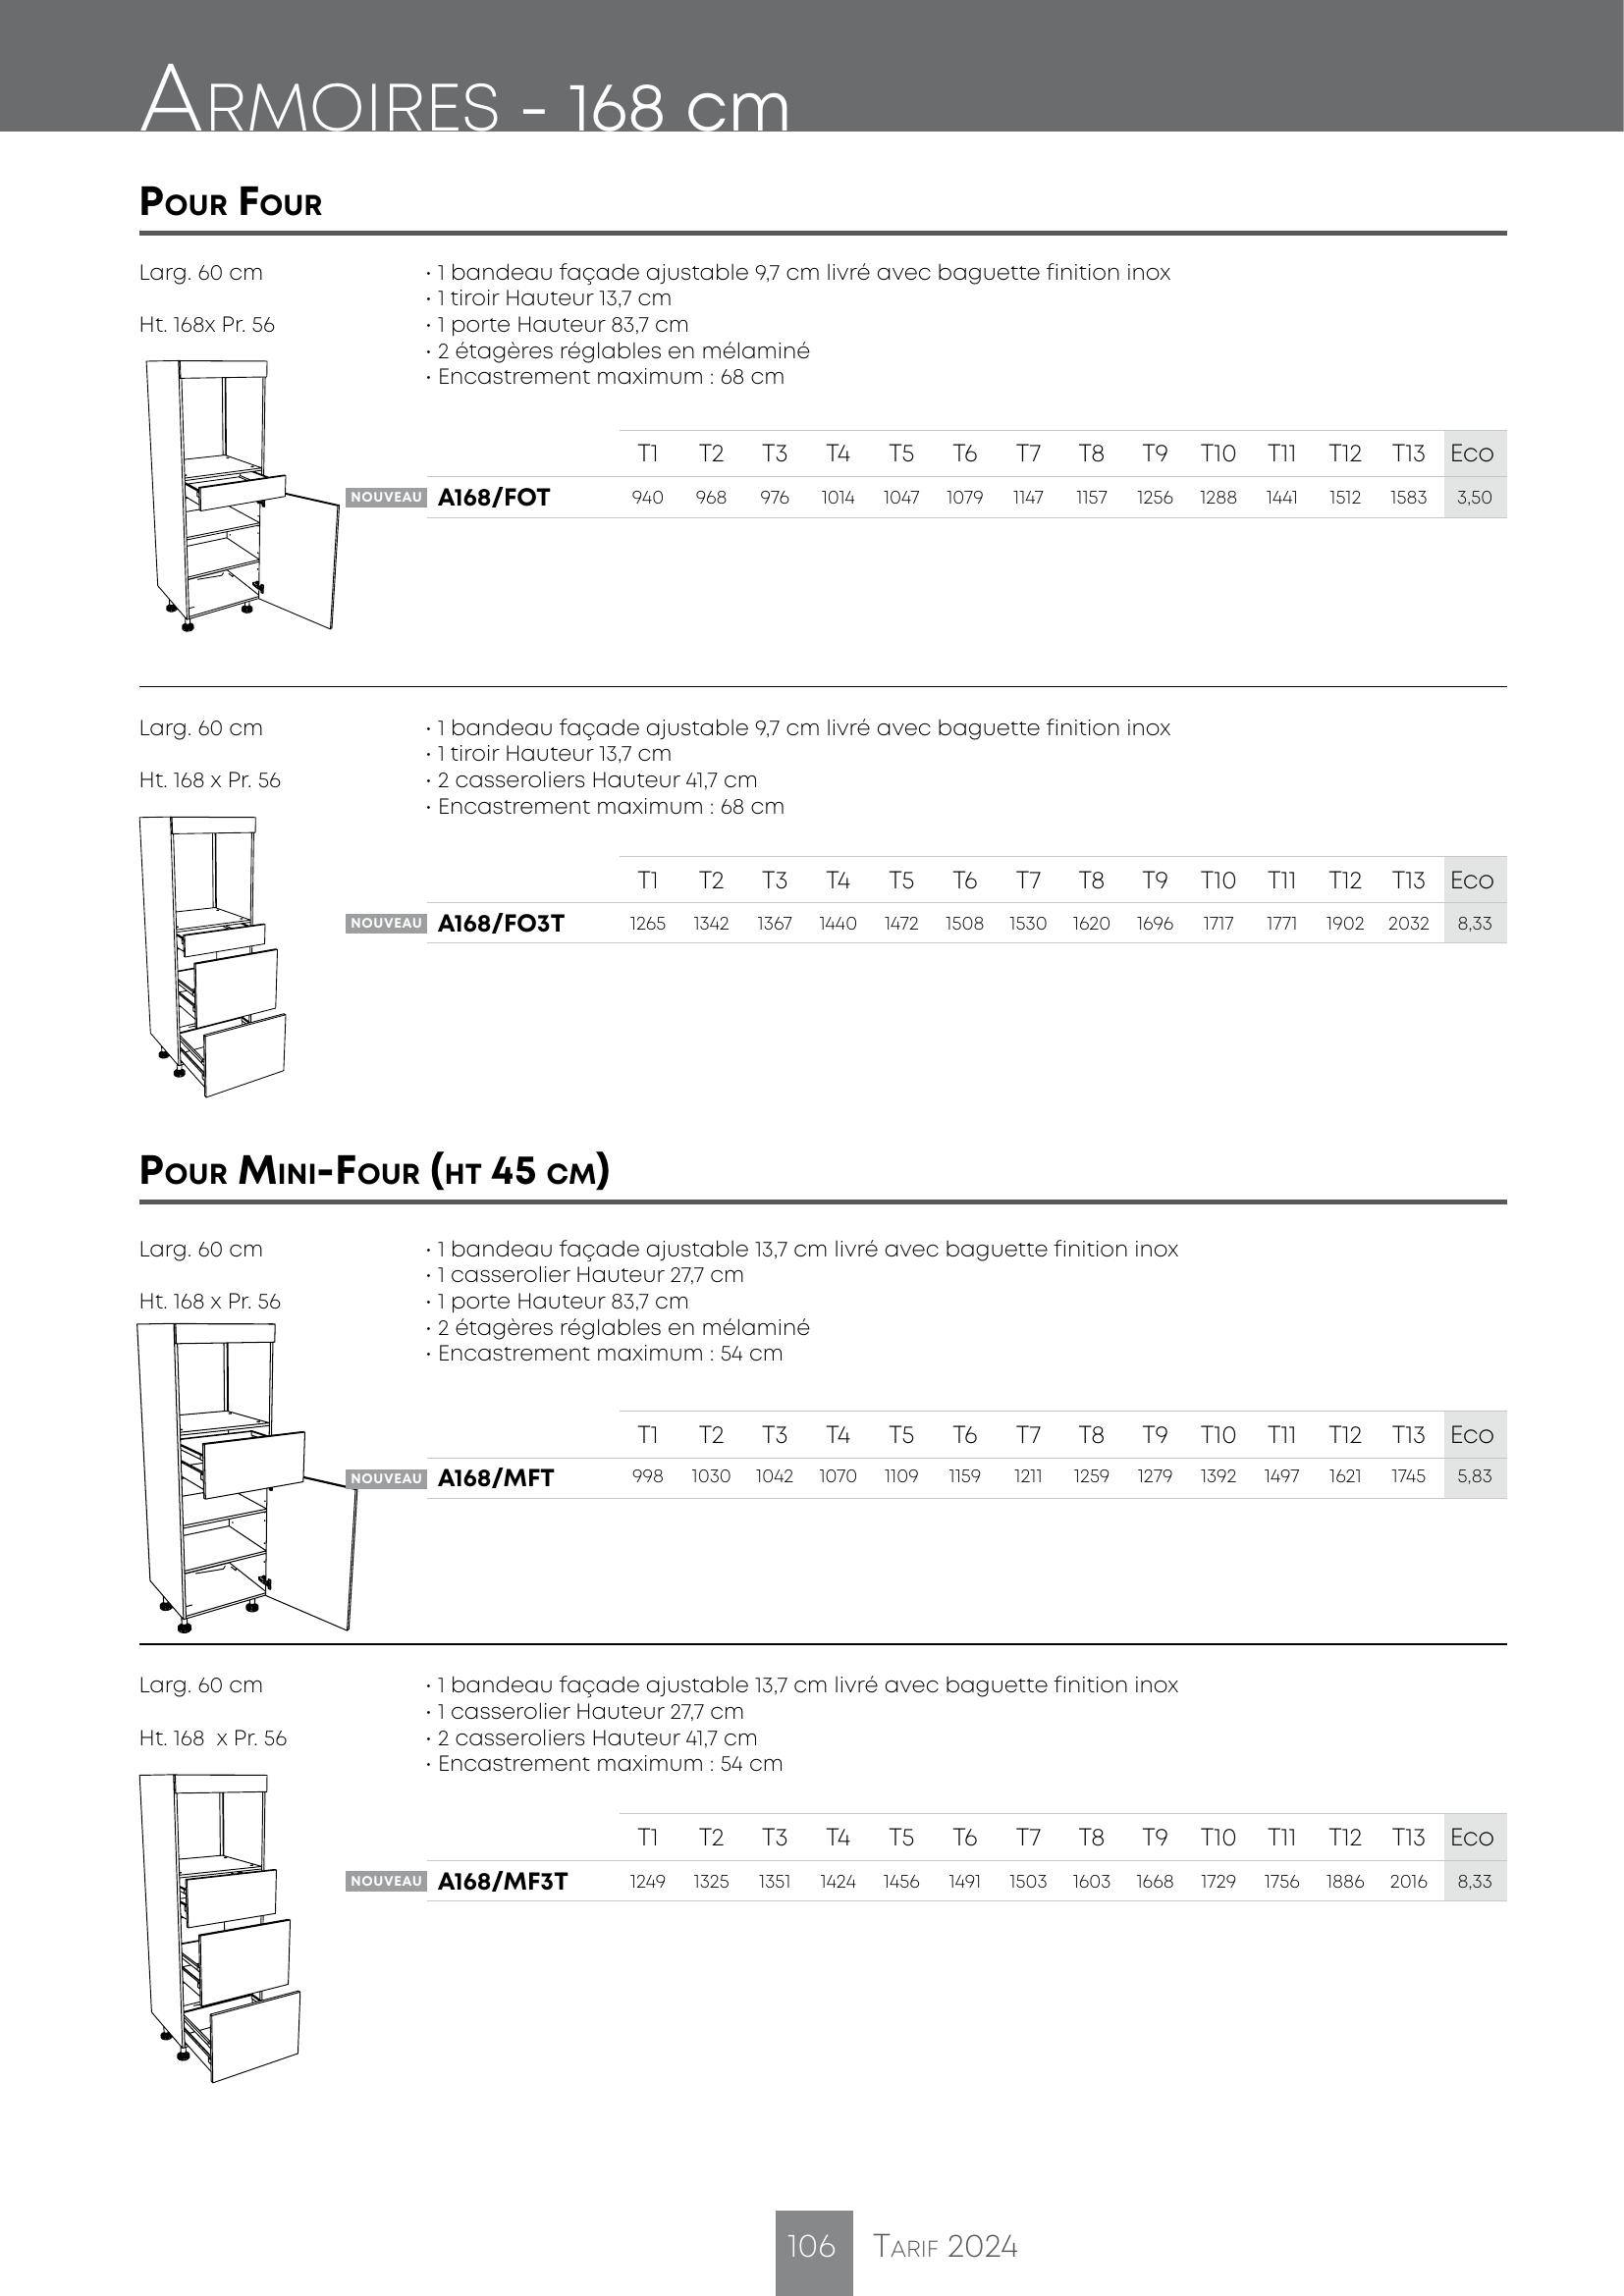 ARMOIRES - 168 cm
POUR FOUR
Larg. 60 cm
Ht. 168x Pr. 56
· 1 bandeau façade ajustable 9,7 cm livré avec baguette finition inox
· 1 tiroir Hauteur 13,7 cm
· 1 porte Hauteur 83,7 cm
· 2 étagères réglables en mélaminé
· Encastrement maximum : 68 cm
T1 T2 T3 T4 T5 T6 T7 T8 T9 T10 T11 T12 T13 Eco
NOUVEAU A168/FOT 940 968 976 1014 1047 1079 1147 1157 1256 1288 1441 1512 1583 3,50
Larg. 60 cm
Ht. 168 x Pr. 56
· 1 bandeau façade ajustable 9,7 cm livré avec baguette finition inox
· 1 tiroir Hauteur 13,7 cm
· 2 casseroliers Hauteur 41,7 cm
· Encastrement maximum : 68 cm
T1 T2 T3 T4 T5 T6 T7 T8 T9 T10 T11 T12 T13 Eco
NOUVEAU A168/FO3T 1265 1342 1367 1440 1472 1508 1530 1620 1696 1717 1771 1902 2032 8,33
POUR MINI-FOUR (HT 45 CM)
Larg. 60 cm
Ht. 168 x Pr. 56
· 1 bandeau façade ajustable 13,7 cm livré avec baguette finition inox
· 1 casserolier Hauteur 27,7 cm
· 1 porte Hauteur 83,7 cm
· 2 étagères réglables en mélaminé
· Encastrement maximum : 54 cm
T1 T2 T3 T4 T5 T6 T7 T8 T9 T10 T11 T12 T13 Eco
NOUVEAU A168/MFT 998 1030 1042 1070 1109 1159 1211 1259 1279 1392 1497 1621 1745 5,83
Larg. 60 cm
Ht. 168 x Pr. 56
· 1 bandeau façade ajustable 13,7 cm livré avec baguette finition inox
· 1 casserolier Hauteur 27,7 cm
· 2 casseroliers Hauteur 41,7 cm
· Encastrement maximum : 54 cm
T1 T2 T3 T4 T5 T6 T7 T8 T9 T10 T11 T12 T13 Eco
NOUVEAU A168/MF3T 1249 1325 1351 1424 1456 1491 1503 1603 1668 1729 1756 1886 2016 8,33
106 TARIF 2024